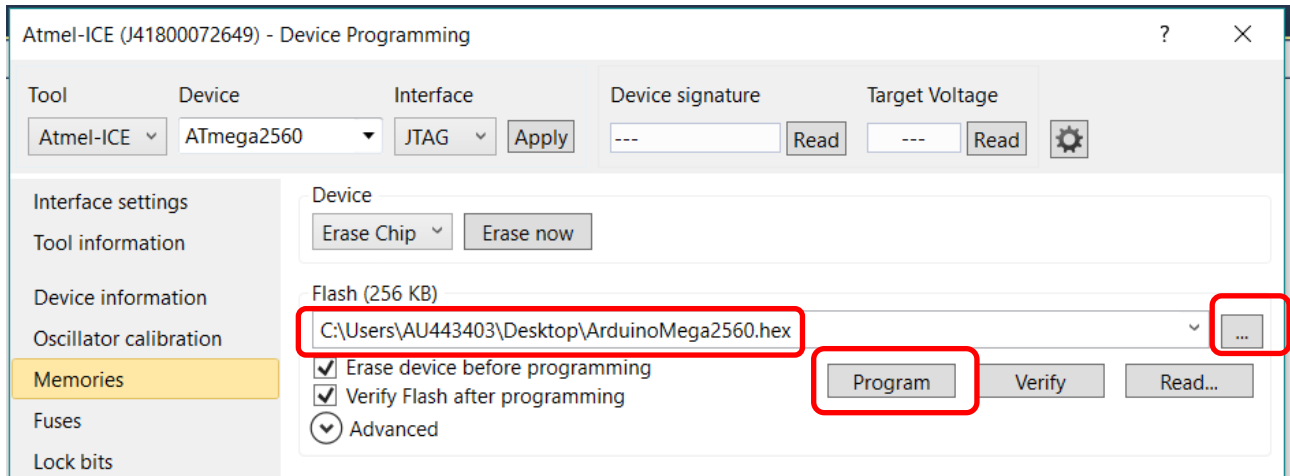 Atmel-ICE (J41800072649) - Device Programming ?
Tool Device Interface Device signature Target Voltage
Atmel-ICE ATmega2560 JTAG Apply --- Read --- Read
Interface settings
Tool information
Device information
Oscillator calibration
Memories
Fuses
Lock bits
Device
Erase Chip Erase now
Flash (256 KB)
C:\Users\AU443403\Desktop\ArduinoMega2560.hex ...
Erase device before programming
Verify Flash after programming
Program Verify Read...
Advanced